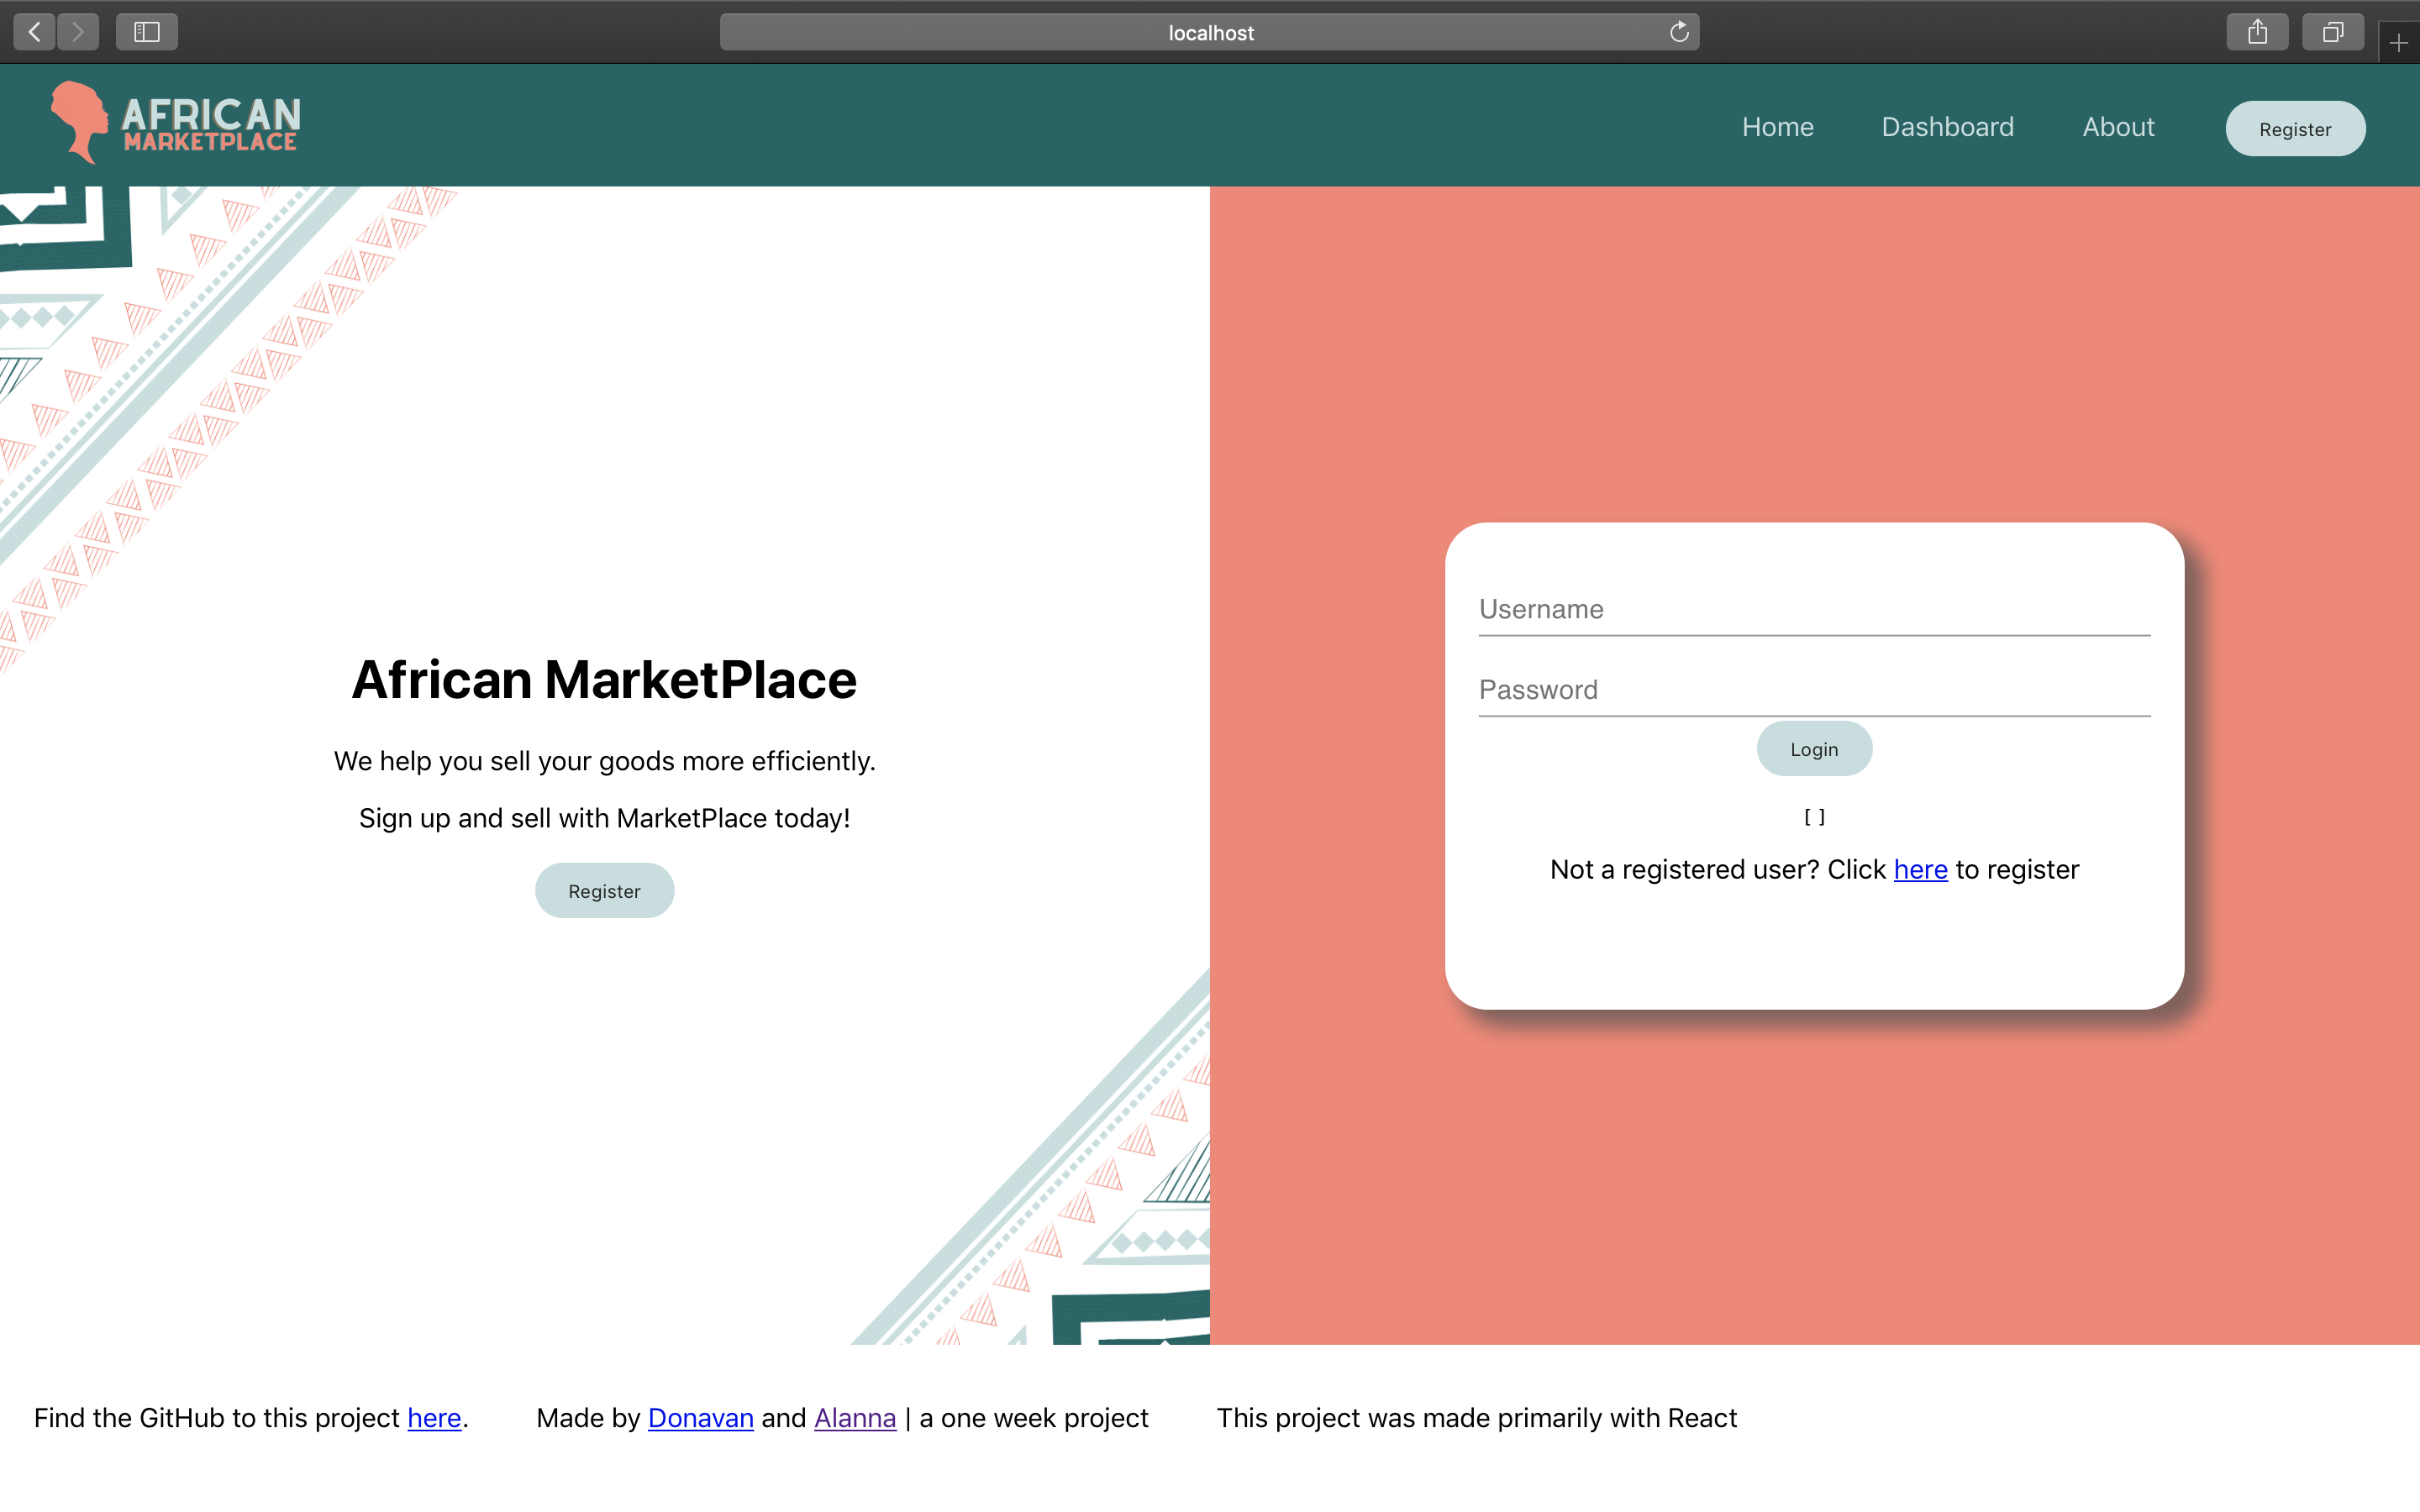 localhost
AFRICAN
MARKETPLACE
Home
Dashboard
About
Register
African MarketPlace
We help you sell your goods more efficiently.
Sign up and sell with MarketPlace today!
Register
Username
Password
Login
[ ]
Not a registered user? Click here to register
Find the GitHub to this project here.
Made by Donavan and Alanna | a one week project
This project was made primarily with React